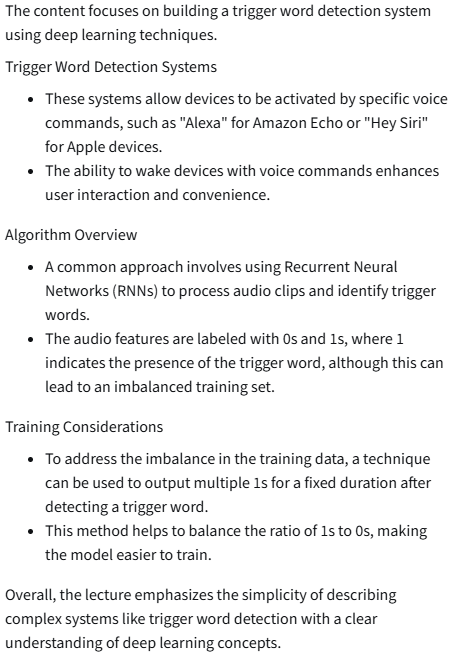 The content focuses on building a trigger word detection system
using deep learning techniques.
Trigger Word Detection Systems
• These systems allow devices to be activated by specific voice
commands, such as "Alexa" for Amazon Echo or "Hey Siri"
for Apple devices.
• The ability to wake devices with voice commands enhances
user interaction and convenience.
Algorithm Overview
• A common approach involves using Recurrent Neural
Networks (RNNs) to process audio clips and identify trigger
words.
• The audio features are labeled with 0s and 1s, where 1
indicates the presence of the trigger word, although this can
lead to an imbalanced training set.
Training Considerations
• To address the imbalance in the training data, a technique
can be used to output multiple 1s for a fixed duration after
detecting a trigger word.
• This method helps to balance the ratio of 1s to 0s, making
the model easier to train.
Overall, the lecture emphasizes the simplicity of describing
complex systems like trigger word detection with a clear
understanding of deep learning concepts.